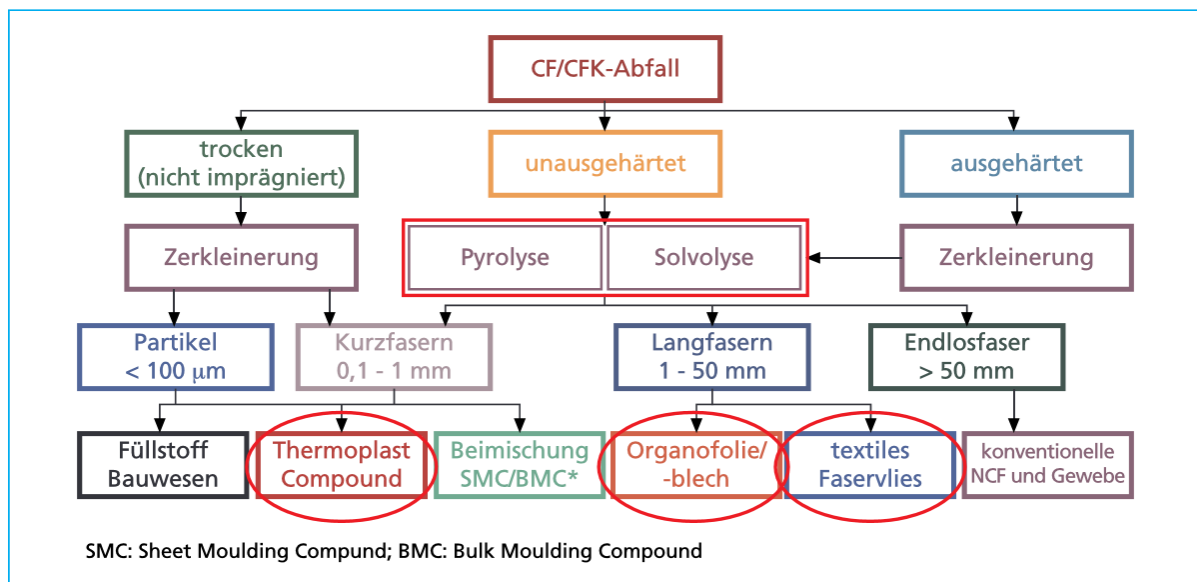 CF/CFK-Abfall
trocken
(nicht imprägniert)
unausgehärtet
ausgehärtet
Zerkleinerung
Pyrolyse
Solvolyse
Zerkleinerung
Partikel
< 100 µm
Kurzfasern
0,1 - 1 mm
Langfasern
1 - 50 mm
Endlosfaser
> 50 mm
Füllstoff
Bauwesen
Thermoplast
Compound
Beimischung
SMC/BMC*
Organofolie/
-blech
textiles
Faservlies
konventionelle
NCF und Gewebe
SMC: Sheet Moulding Compund; BMC: Bulk Moulding Compound